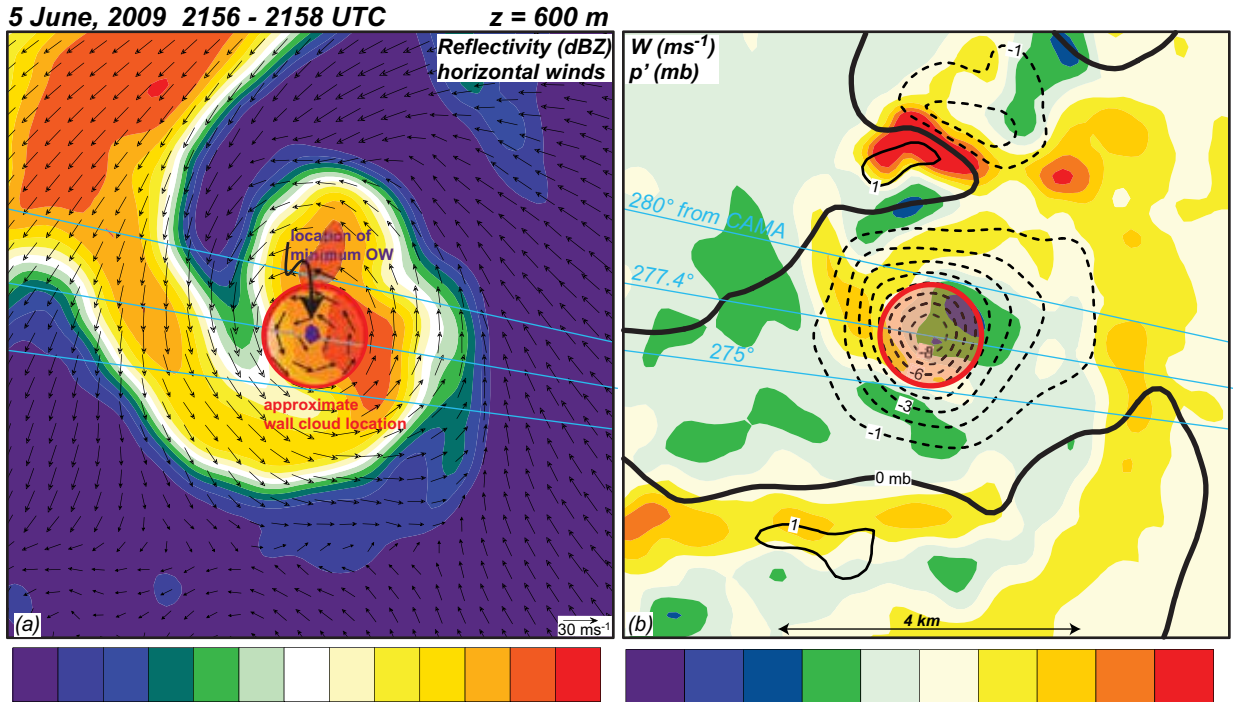 5 June, 2009 2156 - 2158 UTC z = 600 m
Reflectivity (dBZ)
horizontal winds
location of
minimum OW
approximate
wall cloud location
(a)
30 ms⁻¹
W (ms⁻¹)
p' (mb)
-1
1
280° from CAMA
277.4°
275°
-8
-6
-3
-1
0 mb
1
4 km
(b)